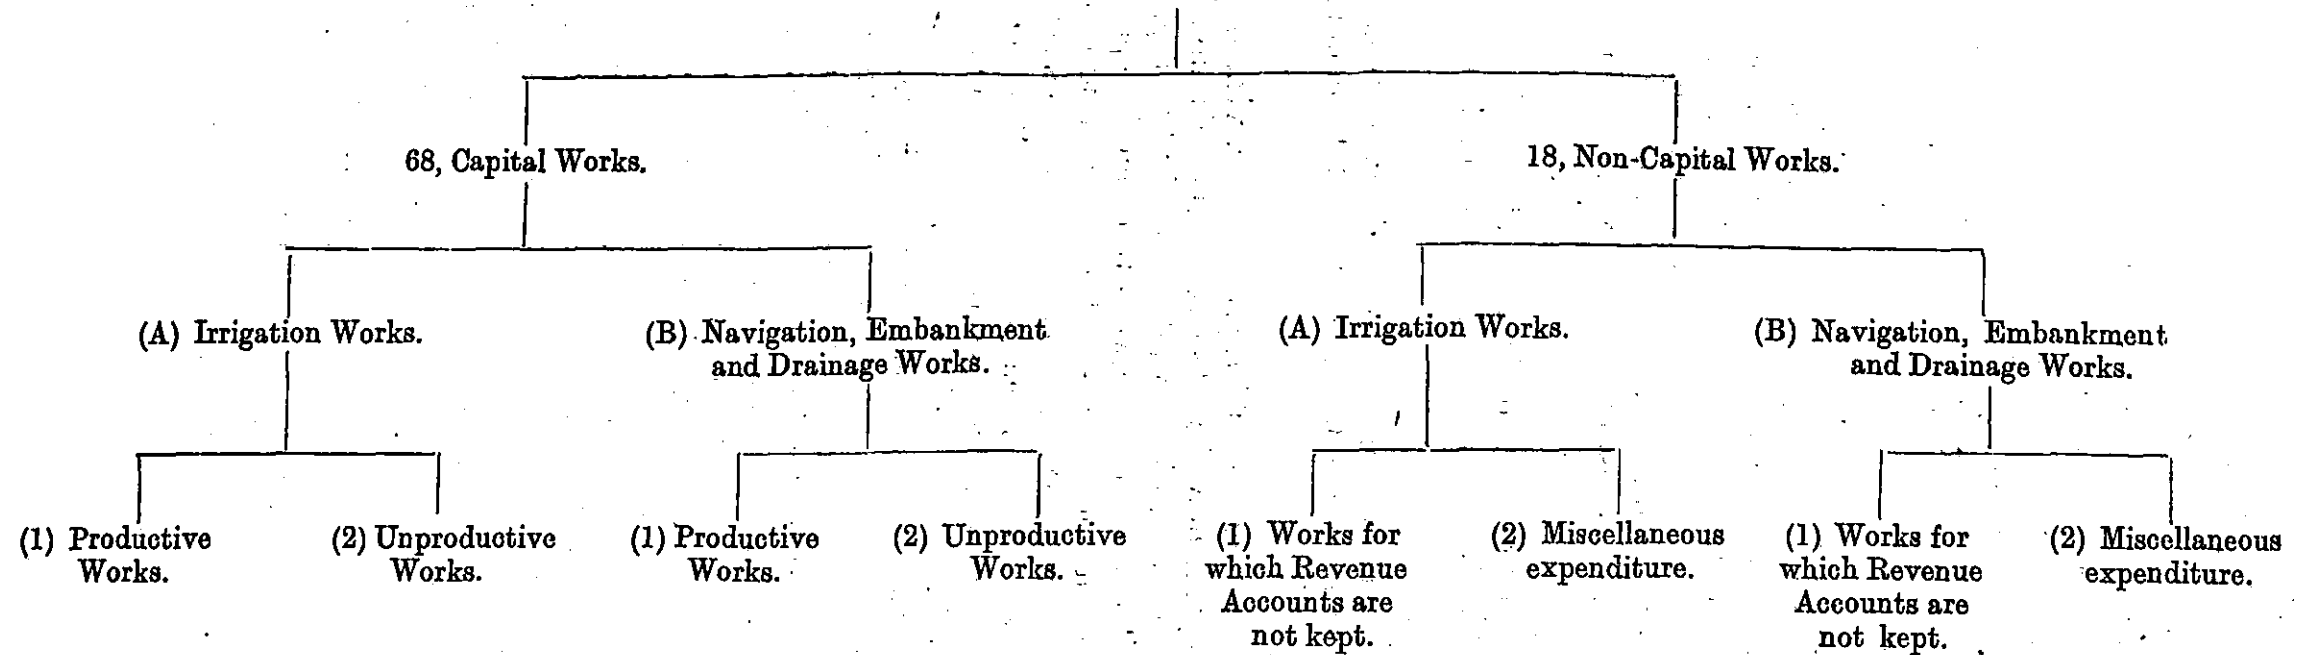 68, Capital Works.
18, Non-Capital Works.
(A) Irrigation Works.
(B) Navigation, Embankment
and Drainage Works.
(A) Irrigation Works.
(B) Navigation, Embankment
and Drainage Works.
(1) Productive
Works.
(2) Unproductive
Works.
(1) Productive
Works.
(2) Unproductive
Works.
(1) Works for
which Revenue
Accounts are
not kept.
(2) Miscellaneous
expenditure.
(1) Works for
which Revenue
Accounts are
not kept.
(2) Miscellaneous
expenditure.